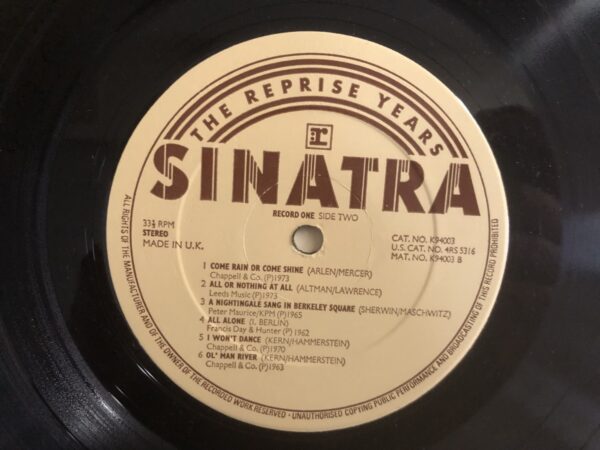 THE REPRISE YEARS
r
SINATRA
RECORD ONE SIDE TWO
33⅓ RPM
STEREO
MADE IN U.K.
CAT. NO. K94003
U.S. CAT. NO. 4RS 5316
MAT. NO. K94003 B
1 COME RAIN OR COME SHINE (ARLEN/MERCER)
Chappell & Co. (P)1973
2 ALL OR NOTHING AT ALL (ALTMAN/LAWRENCE)
Leeds Music (P)1973
3 A NIGHTINGALE SANG IN BERKELEY SQUARE (SHERWIN/MASCHWITZ)
Peter Maurice/KPM (P)1965
4 ALL ALONE (I. BERLIN)
Francis Day & Hunter (P) 1962
5 I WON'T DANCE (KERN/HAMMERSTEIN)
Chappell & Co. (P)1970
6 OL' MAN RIVER (KERN/HAMMERSTEIN)
Chappell & Co. (P)1963
ALL RIGHTS OF THE MANUFACTURER AND OF THE OWNER OF THE RECORDED WORK RESERVED · UNAUTHORISED COPYING PUBLIC PERFORMANCE AND BROADCASTING OF THIS RECORD PROHIBITED